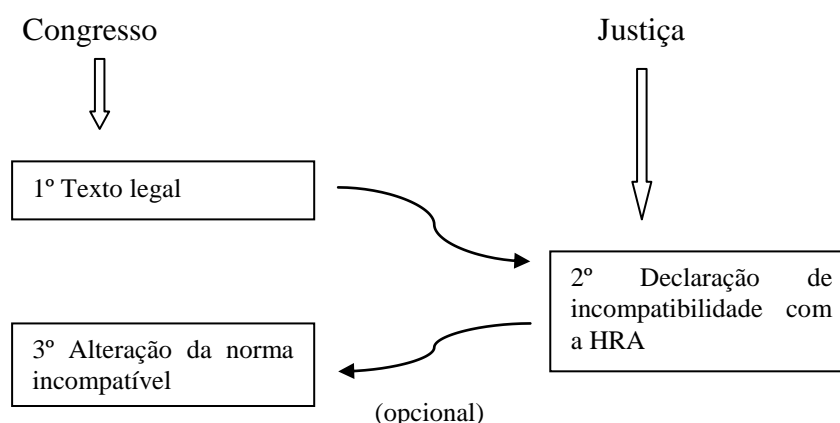 Congresso
Justiça
1º Texto legal
2º Declaração de
incompatibilidade com
a HRA
3º Alteração da norma
incompatível
(opcional)